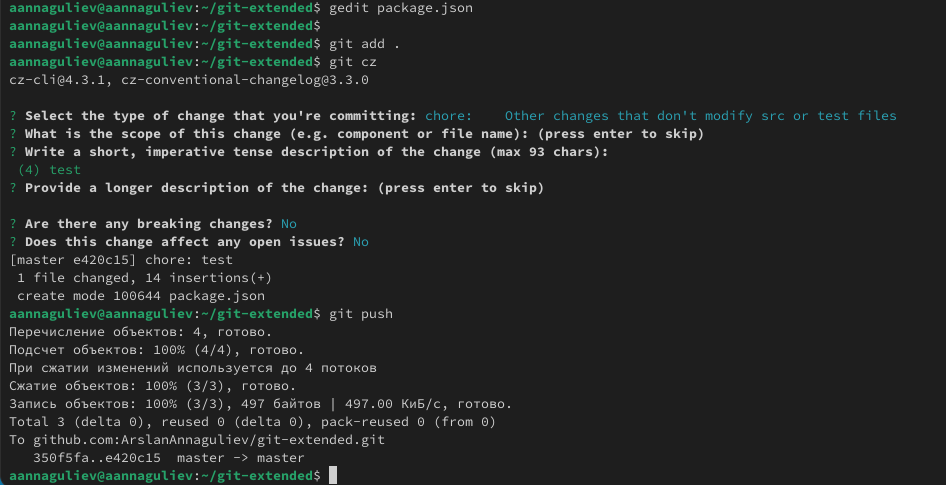 aannaguliev@aannaguliev:~/git-extended$ gedit package.json
aannaguliev@aannaguliev:~/git-extended$
aannaguliev@aannaguliev:~/git-extended$ git add .
aannaguliev@aannaguliev:~/git-extended$ git cz
cz-cli@4.3.1, cz-conventional-changelog@3.3.0

? Select the type of change that you're committing: chore:    Other changes that don't modify src or test files
? What is the scope of this change (e.g. component or file name): (press enter to skip)
? Write a short, imperative tense description of the change (max 93 chars):
 (4) test
? Provide a longer description of the change: (press enter to skip)

? Are there any breaking changes? No
? Does this change affect any open issues? No
[master e420c15] chore: test
 1 file changed, 14 insertions(+)
 create mode 100644 package.json
aannaguliev@aannaguliev:~/git-extended$ git push
Перечисление объектов: 4, готово.
Подсчет объектов: 100% (4/4), готово.
При сжатии изменений используется до 4 потоков
Сжатие объектов: 100% (3/3), готово.
Запись объектов: 100% (3/3), 497 байтов | 497.00 КиБ/с, готово.
Total 3 (delta 0), reused 0 (delta 0), pack-reused 0 (from 0)
To github.com:ArslanAnnaguliev/git-extended.git
   350f5fa..e420c15  master -> master
aannaguliev@aannaguliev:~/git-extended$